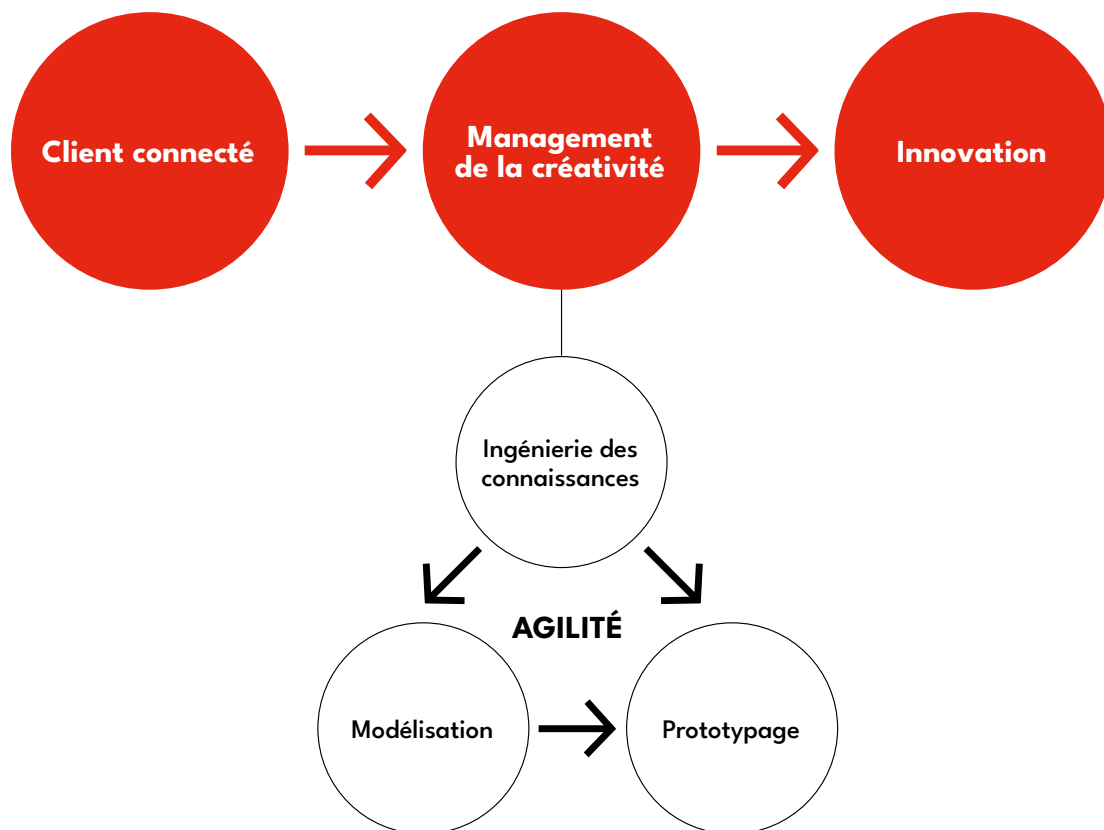 Client connecté
Management
de la créativité
Innovation
Ingénierie des
connaissances
AGILITÉ
Modélisation
Prototypage